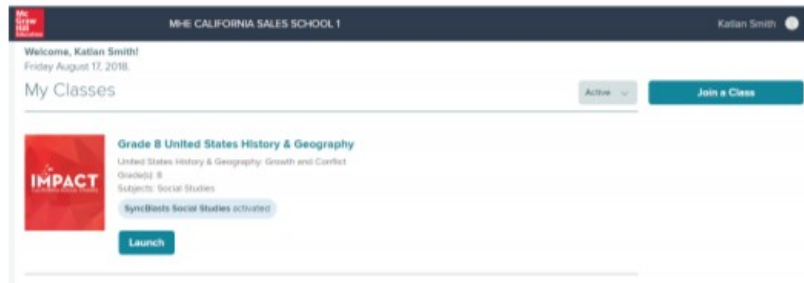 Mc
Graw
Hill
Education
MHE CALIFORNIA SALES SCHOOL 1
Katlan Smith
Welcome, Katlan Smith!
Friday August 17, 2018.
My Classes
Active
Join a Class
Grade 8 United States History & Geography
United States History & Geography: Growth and Conflict
Grade(s): 8
Subjects: Social Studies
IMPACT
SyncBlasts Social Studies activated
Launch